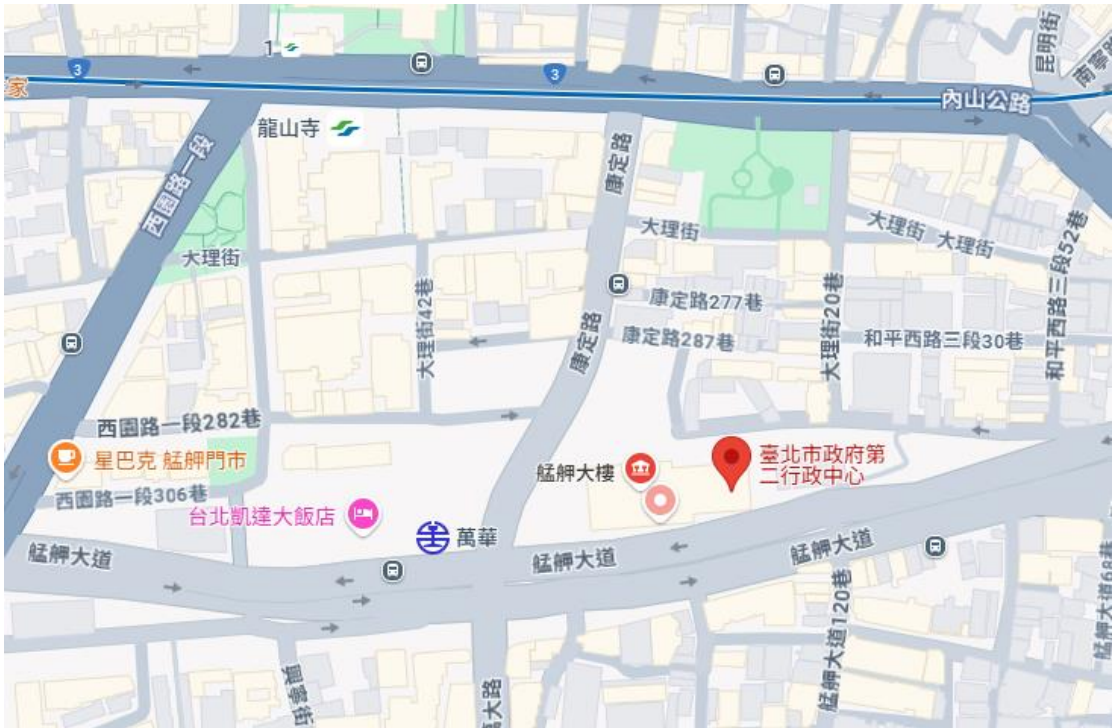 昆明街
南寧街
1
3
3
家
內山公路
龍山寺
西園路一段
康定路
大理街
大理街
大理街
大理街
和平西路三段52巷
康定路277巷
康定路287巷
大理街20巷
和平西路三段30巷
大理街42巷
康定路
西園路一段282巷
星巴克 艋舺門市
西園路一段306巷
台北凱達大飯店
萬華
艋舺大樓
臺北市政府第
二行政中心
艋舺大道
艋舺大道
艋舺大道
艋舺大道120巷
艋舺大道68巷
大路